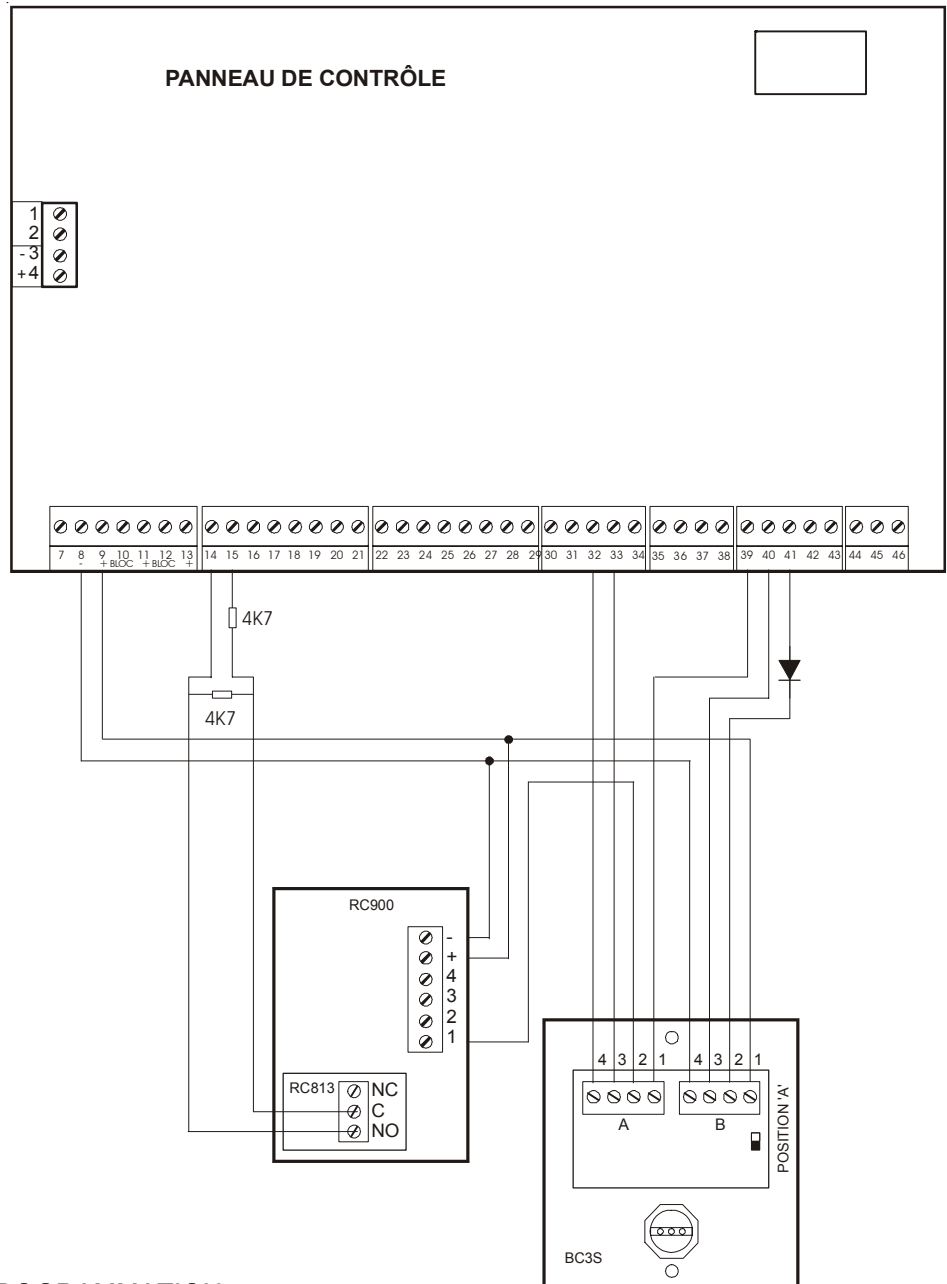 PANNEAU DE CONTRÔLE
1
2
- 3
+ 4
7 8 9 10 11 12 13 14 15 16 17 18 19 20 21 22 23 24 25 26 27 28 29 30 31 32 33 34 35 36 37 38 39 40 41 42 43 44 45 46
- + BLOC + BLOC +
4K7
4K7
RC900
-
+
4
3
2
1
RC813
NC
C
NO
4 3 2 1 4 3 2 1
A B
POSITION 'A'
BC3S